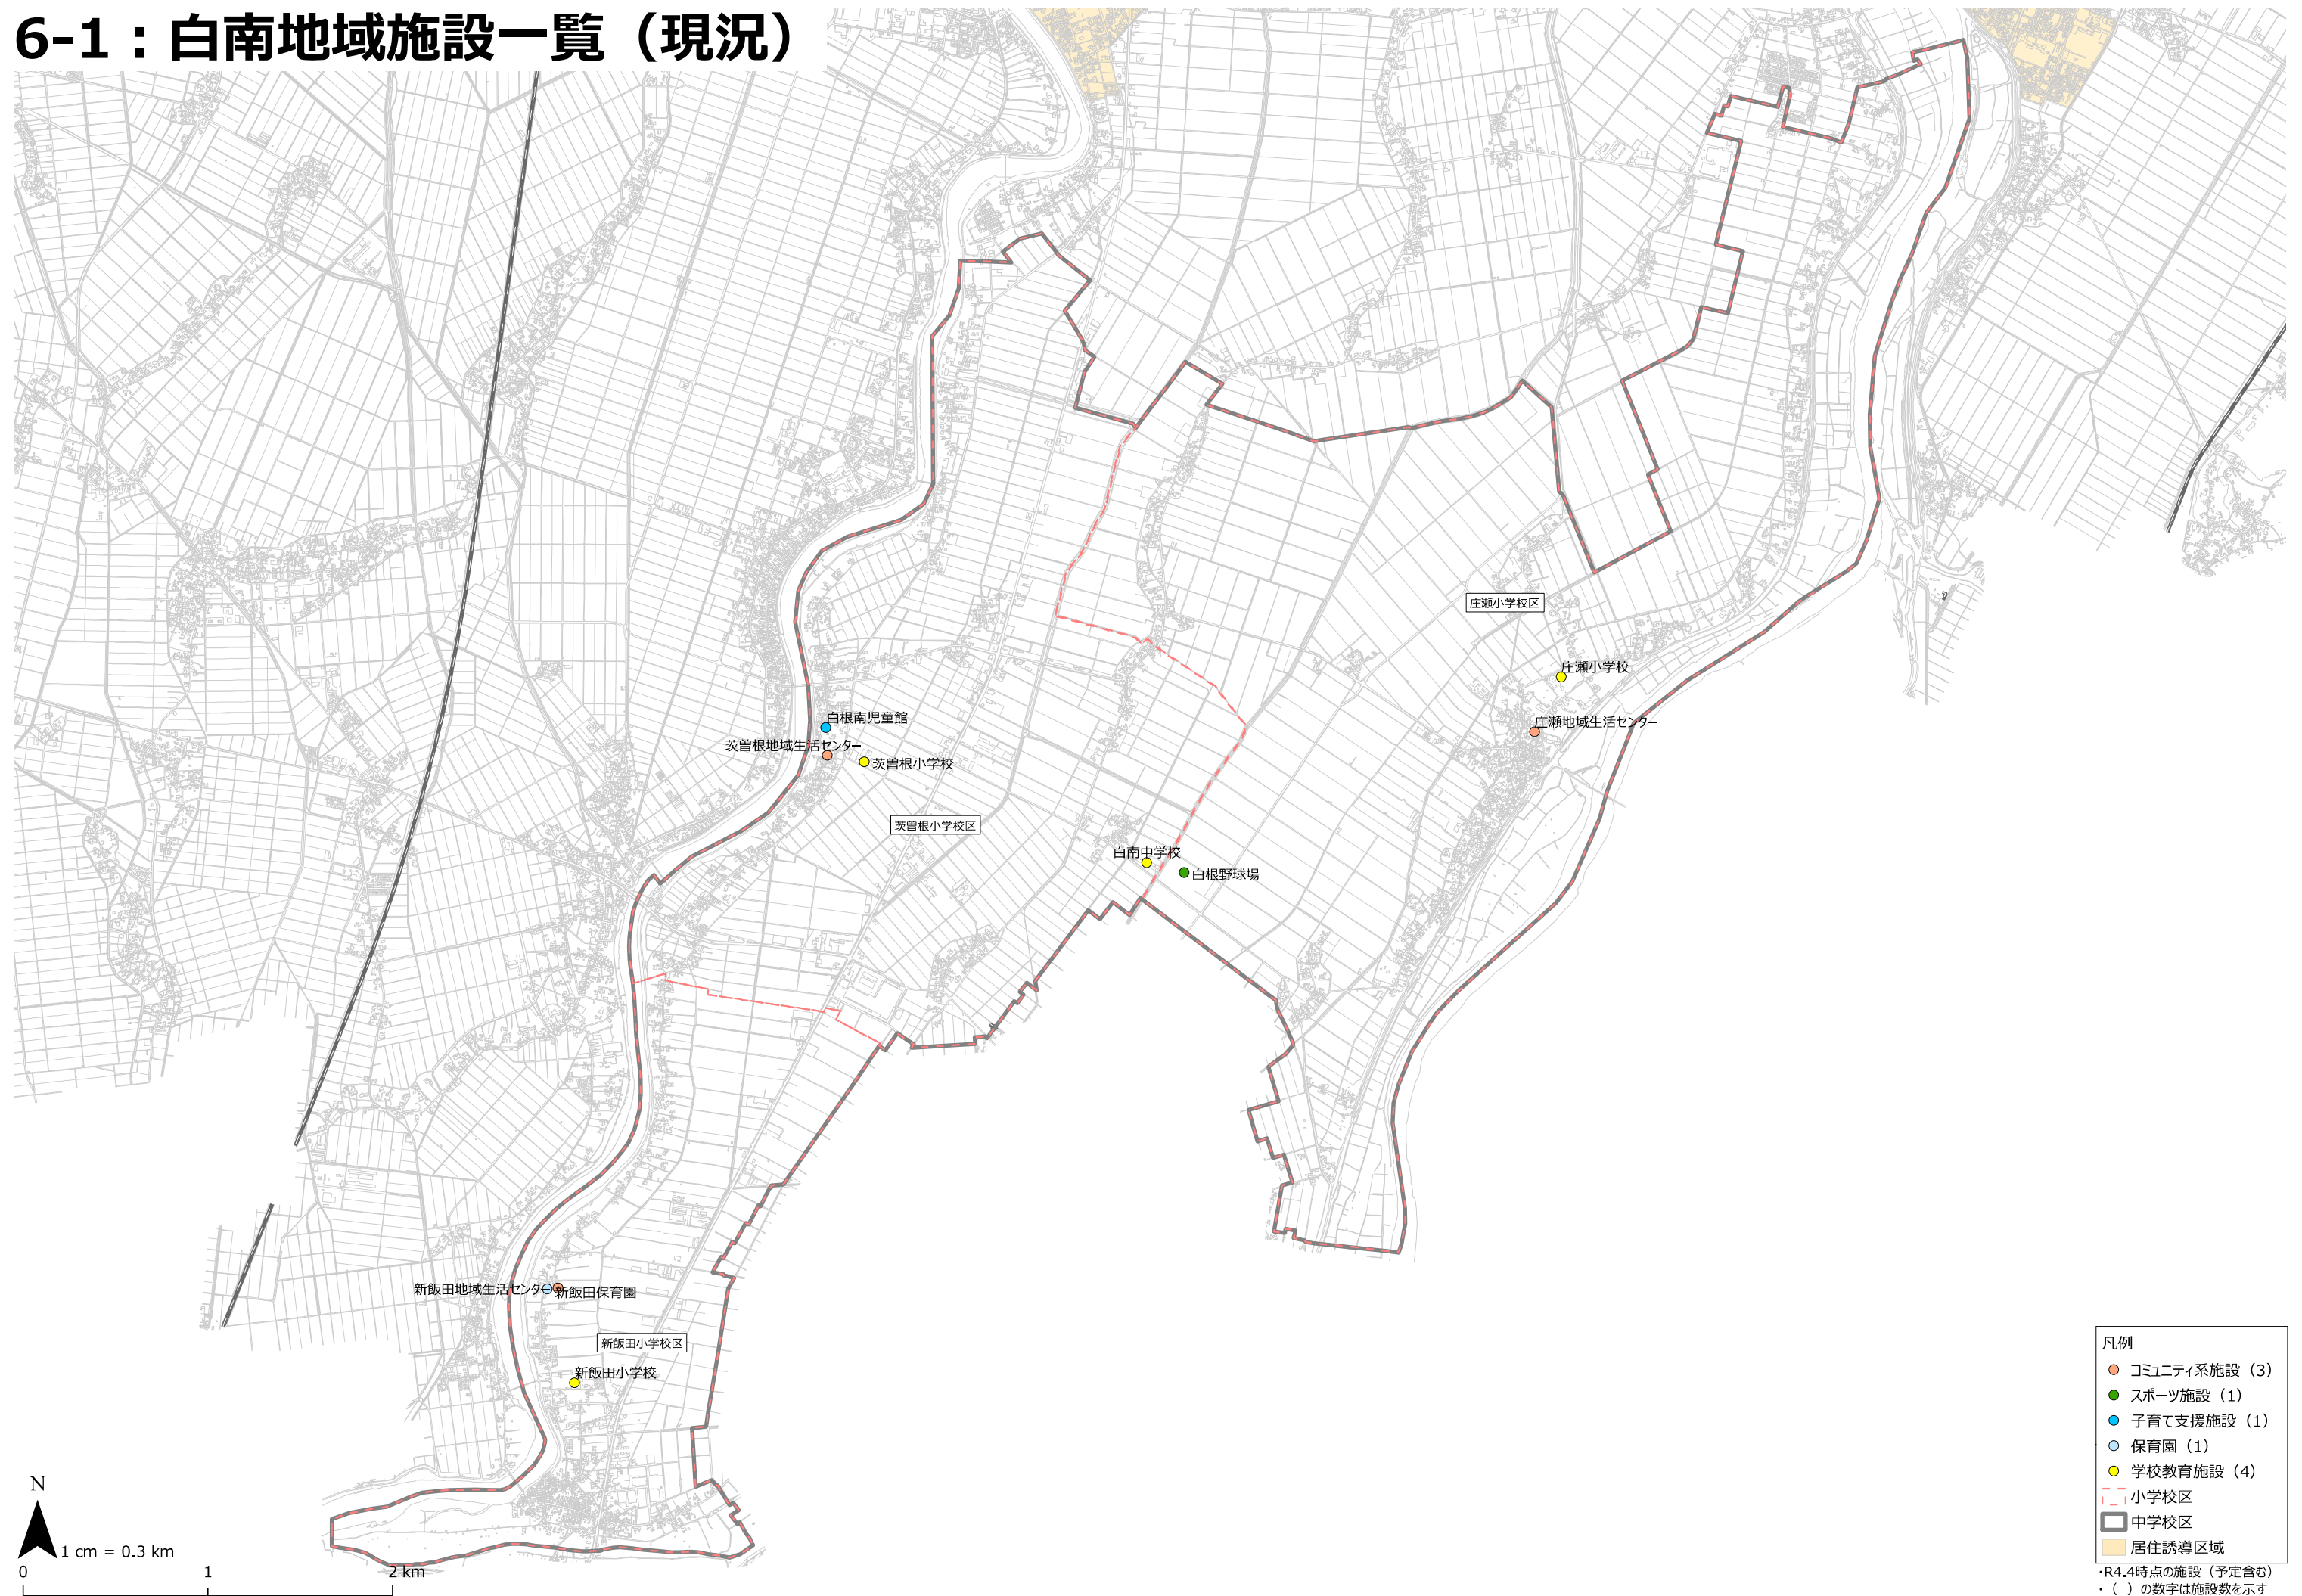 6-1：白南地域施設一覧（現況）
庄瀬小学校区
庄瀬小学校
白根南児童館
庄瀬地域生活センター
茨曽根地域生活センター
茨曽根小学校
茨曽根小学校区
白南中学校
白根野球場
新飯田地域生活センター
新飯田保育園
新飯田小学校区
新飯田小学校
凡例
コミュニティ系施設（3）
スポーツ施設（1）
子育て支援施設（1）
保育園（1）
学校教育施設（4）
小学校区
中学校区
居住誘導区域
・R4.4時点の施設（予定含む）
・（　）の数字は施設数を示す
N
1 cm = 0.3 km
0 1 2 km